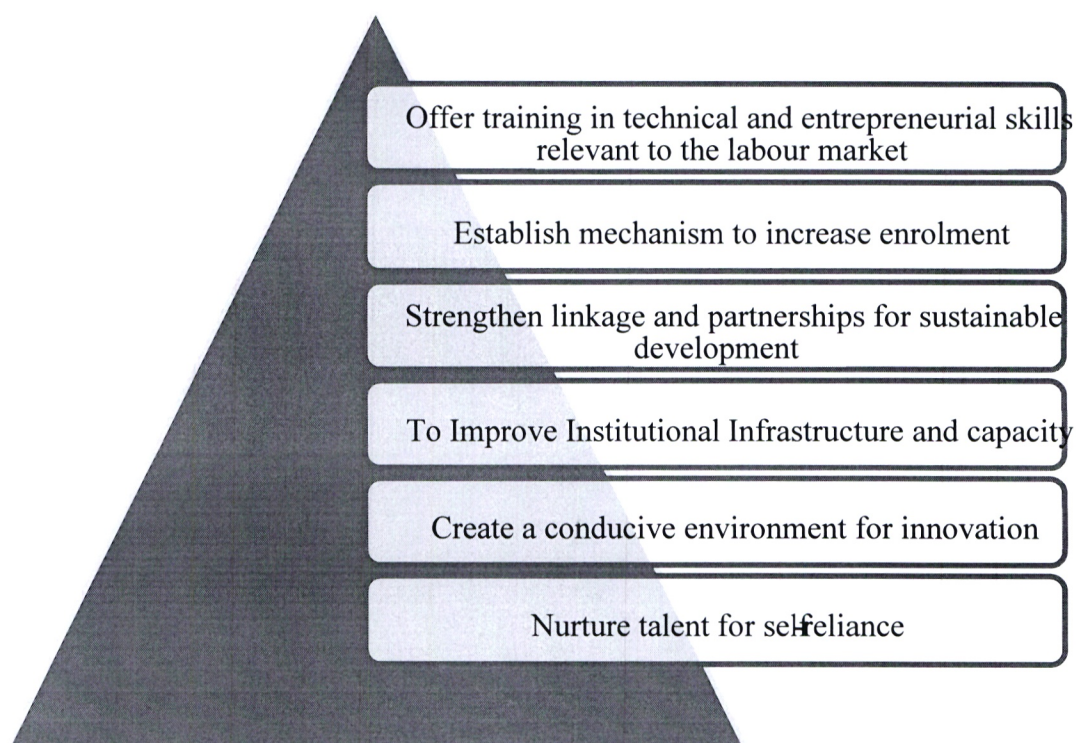 Offer training in technical and entrepreneurial skills
relevant to the labour market
Establish mechanism to increase enrolment
Strengthen linkage and partnerships for sustainable
development
To Improve Institutional Infrastructure and capacity
Create a conducive environment for innovation
Nurture talent for self-reliance